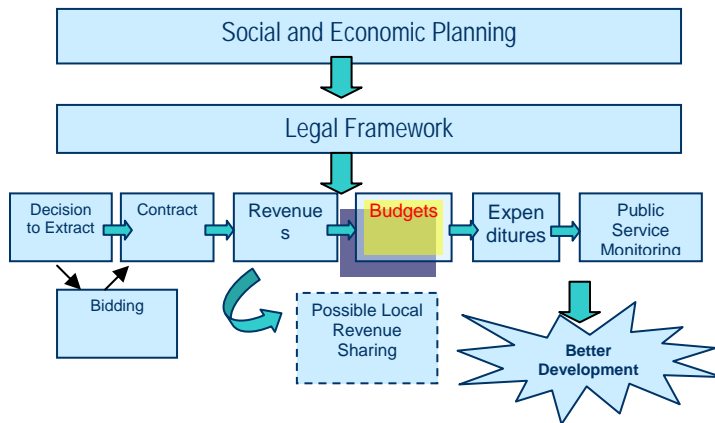 Social and Economic Planning
Legal Framework
Decision
to Extract
Contract
Revenue
s
Budgets
Expen
ditures
Public
Service
Monitoring
Bidding
Possible Local
Revenue
Sharing
Better
Development